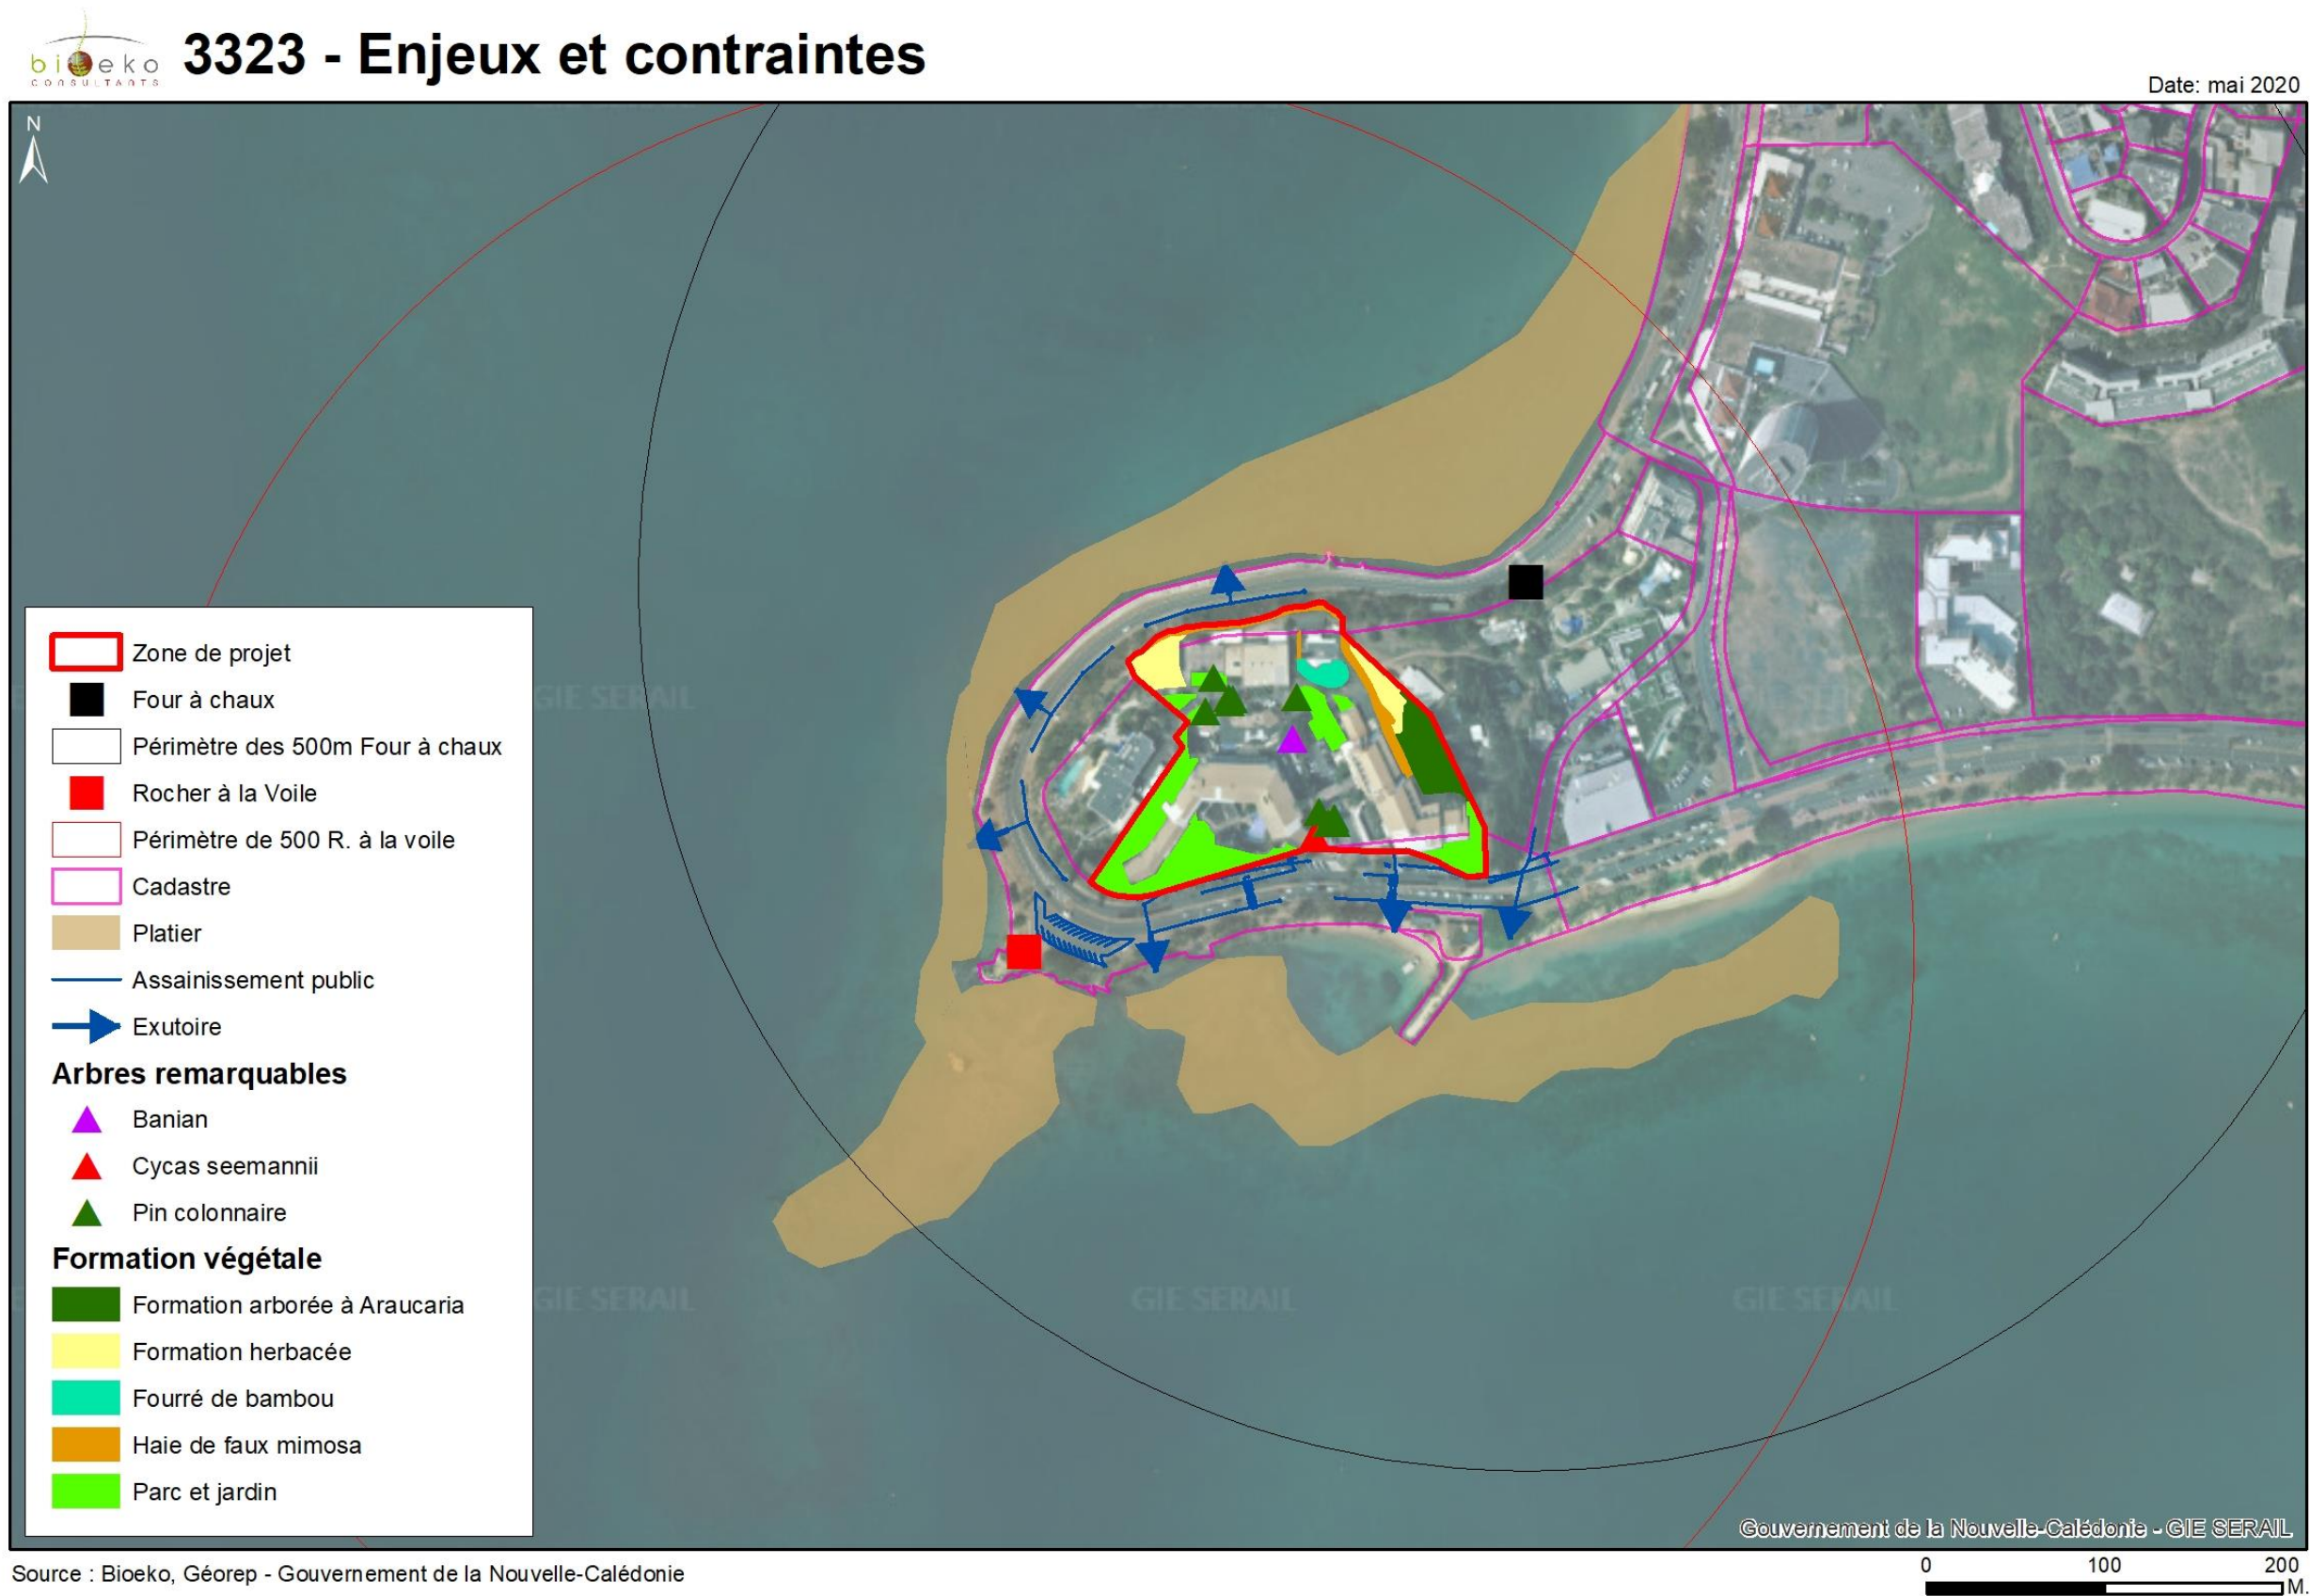 bioeko
CONSULTANTS
3323 - Enjeux et contraintes
Date: mai 2020
N
GIE SERAIL
Zone de projet
Four à chaux
Périmètre des 500m Four à chaux
Rocher à la Voile
Périmètre de 500 R. à la voile
Cadastre
Platier
Assainissement public
Exutoire
Arbres remarquables
Banian
Cycas seemannii
Pin colonnaire
Formation végétale
Formation arborée à Araucaria
Formation herbacée
Fourré de bambou
Haie de faux mimosa
Parc et jardin
GIE SERAIL
GIE SERAIL
GIE SERAIL
Gouvernement de la Nouvelle-Calédonie - GIE SERAIL
Source : Bioeko, Géorep - Gouvernement de la Nouvelle-Calédonie
0 100 200
M.